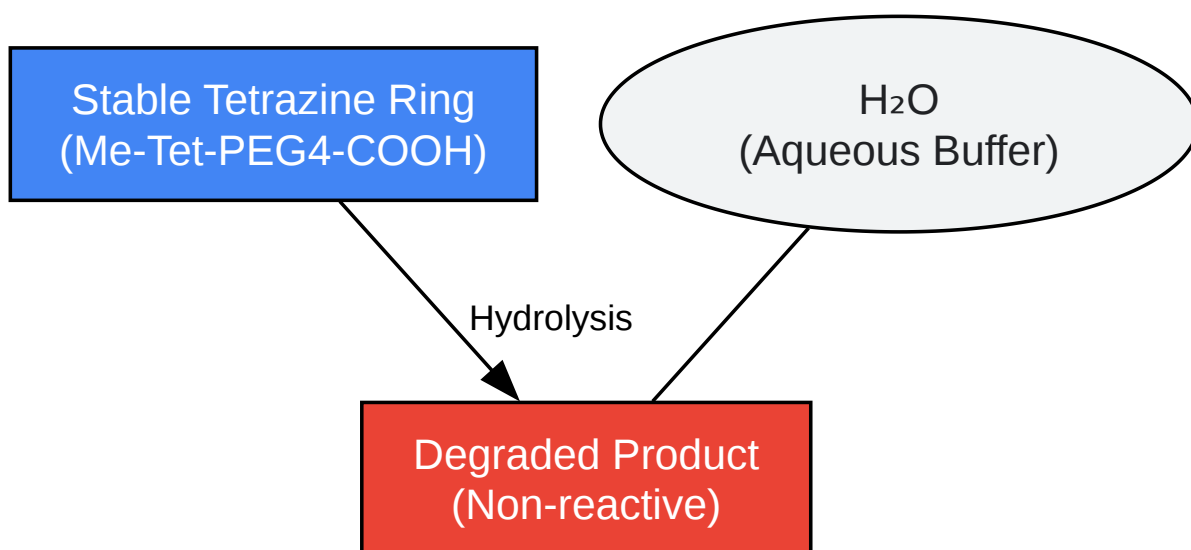 Stable Tetrazine Ring
(Me-Tet-PEG4-COOH)
H₂O
(Aqueous Buffer)
Hydrolysis
Degraded Product
(Non-reactive)